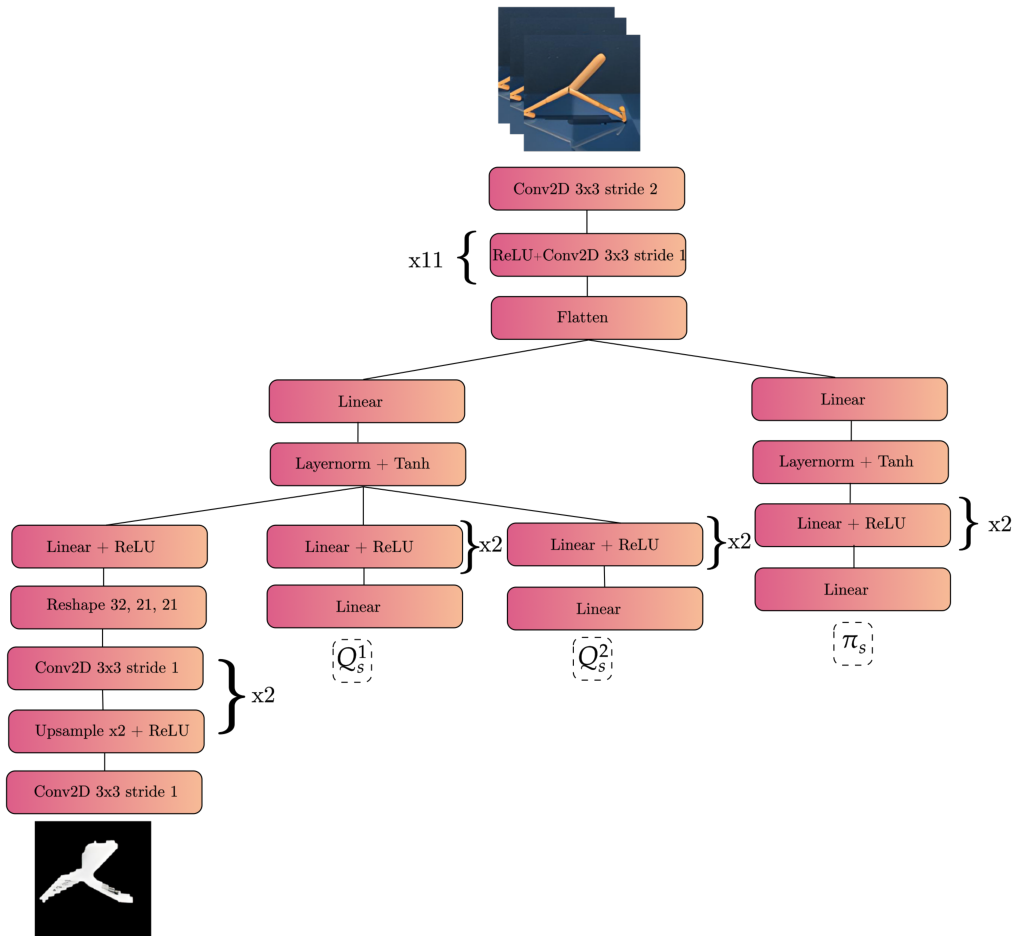 Conv2D 3x3 stride 2
x11
ReLU+Conv2D 3x3 stride 1
Flatten
Linear
Layernorm + Tanh
Linear + ReLU
Reshape 32, 21, 21
Conv2D 3x3 stride 1
Upsample x2 + ReLU
x2
Conv2D 3x3 stride 1
Linear + ReLU
x2
Linear
Q_s^1
Linear + ReLU
x2
Linear
Q_s^2
Linear
Layernorm + Tanh
Linear + ReLU
x2
Linear
π_s